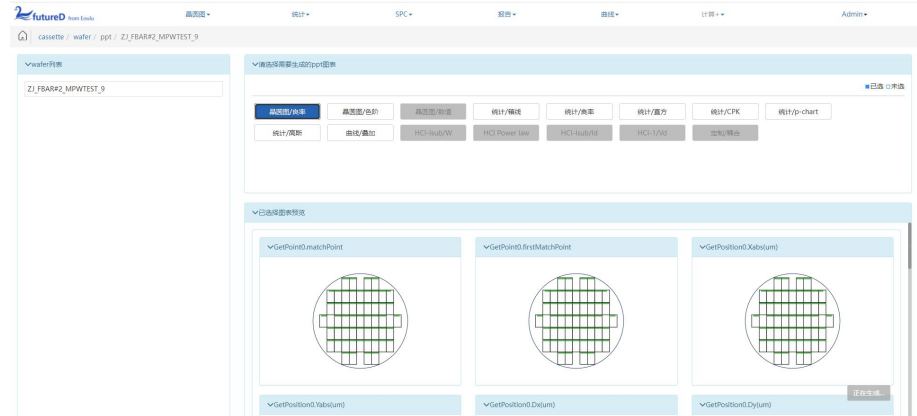 futureD from Eoulu
晶圆图 统计 SPC 报告 曲线 计算+ Admin
cassette / wafer / ppt / ZJ_FBAR#2_MPWTEST_9
wafer列表
ZJ_FBAR#2_MPWTEST_9
请选择需要生成的ppt图表
已选 未选
晶圆图/良率 晶圆图/色阶 晶圆图/数值 统计/箱线 统计/良率 统计/直方 统计/CPK 统计/p-chart
统计/高斯 曲线/叠加 HCI-Isub/W HCI Power law HCI-Isub/Id HCI-1/Vd 定制/耦合
已选择图表预览
GetPoint0.matchPoint GetPoint0.firstMatchPoint GetPosition0.Xabs(um)
正在生成...
GetPosition0.Yabs(um) GetPosition0.Dx(um) GetPosition0.Dy(um)